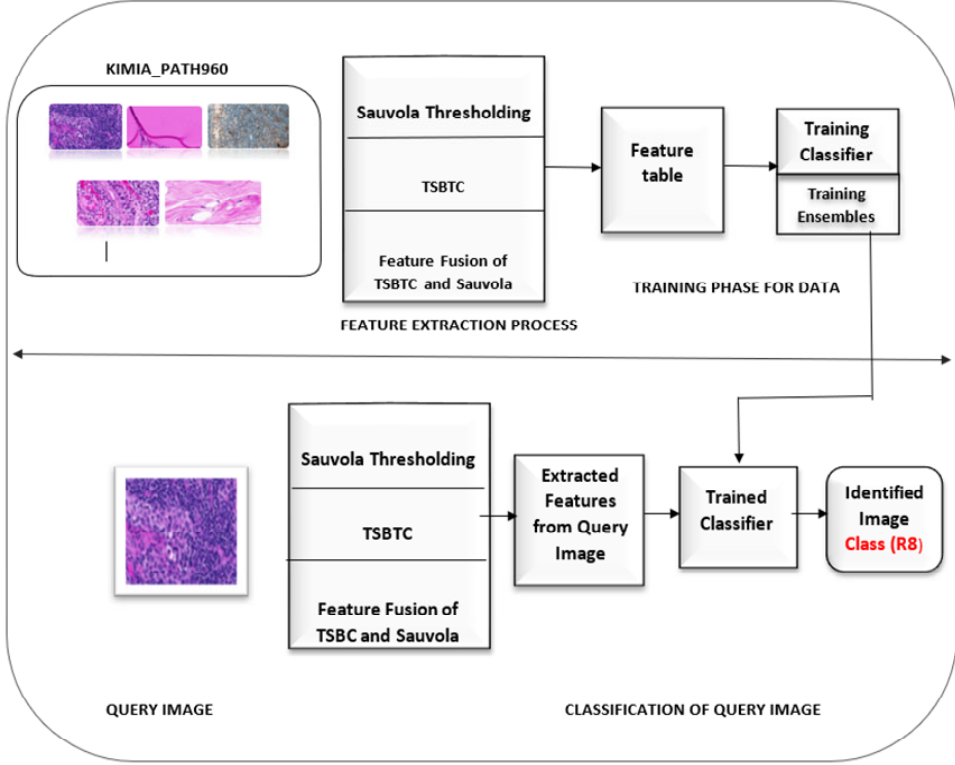 KIMIA_PATH960
Sauvola Thresholding
TSBTC
Feature Fusion of
TSBTC and Sauvola
FEATURE EXTRACTION PROCESS
Feature
table
Training
Classifier
Training
Ensembles
TRAINING PHASE FOR DATA
QUERY IMAGE
Sauvola Thresholding
TSBTC
Feature Fusion of
TSBC and Sauvola
Extracted
Features
from Query
Image
Trained
Classifier
Identified
Image
Class (R8)
CLASSIFICATION OF QUERY IMAGE